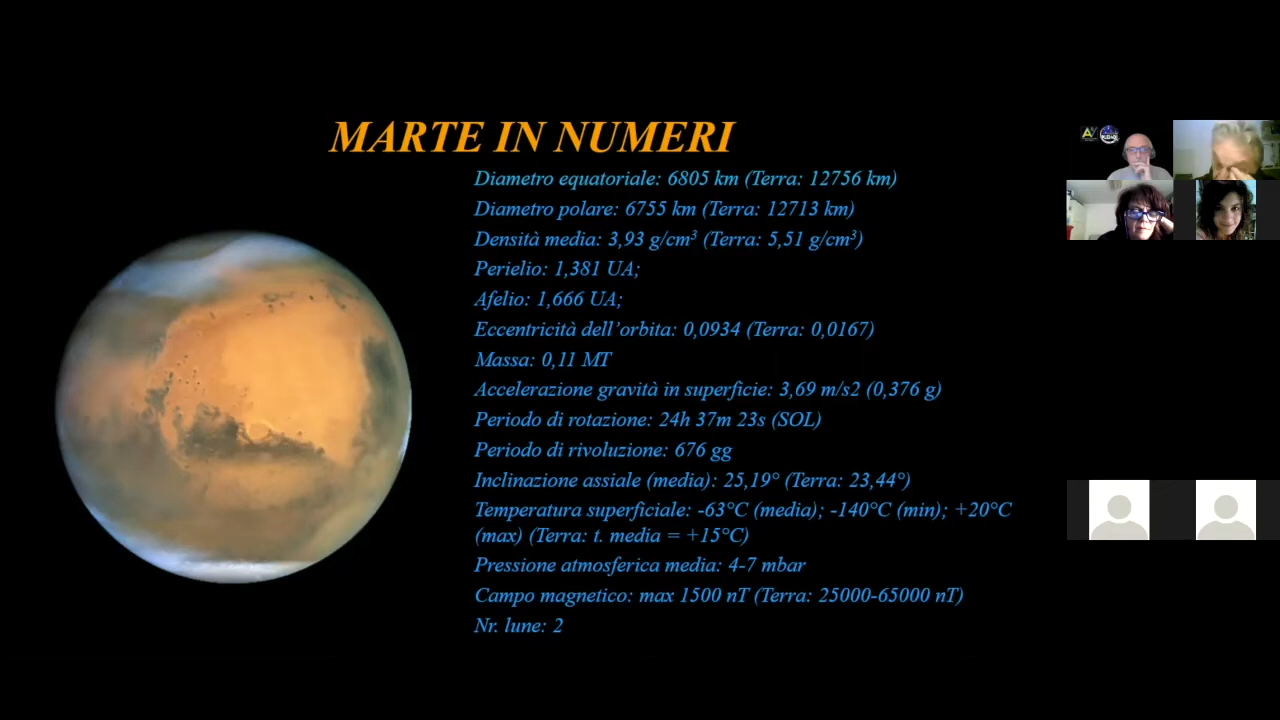 MARTE IN NUMERI
Diametro equatoriale: 6805 km (Terra: 12756 km)
Diametro polare: 6755 km (Terra: 12713 km)
Densità media: 3,93 g/cm³ (Terra: 5,51 g/cm³)
Perielio: 1,381 UA;
Afelio: 1,666 UA;
Eccentricità dell’orbita: 0,0934 (Terra: 0,0167)
Massa: 0,11 MT
Accelerazione gravità in superficie: 3,69 m/s2 (0,376 g)
Periodo di rotazione: 24h 37m 23s (SOL)
Periodo di rivoluzione: 676 gg
Inclinazione assiale (media): 25,19° (Terra: 23,44°)
Temperatura superficiale: -63°C (media); -140°C (min); +20°C
(max) (Terra: t. media = +15°C)
Pressione atmosferica media: 4-7 mbar
Campo magnetico: max 1500 nT (Terra: 25000-65000 nT)
Nr. lune: 2